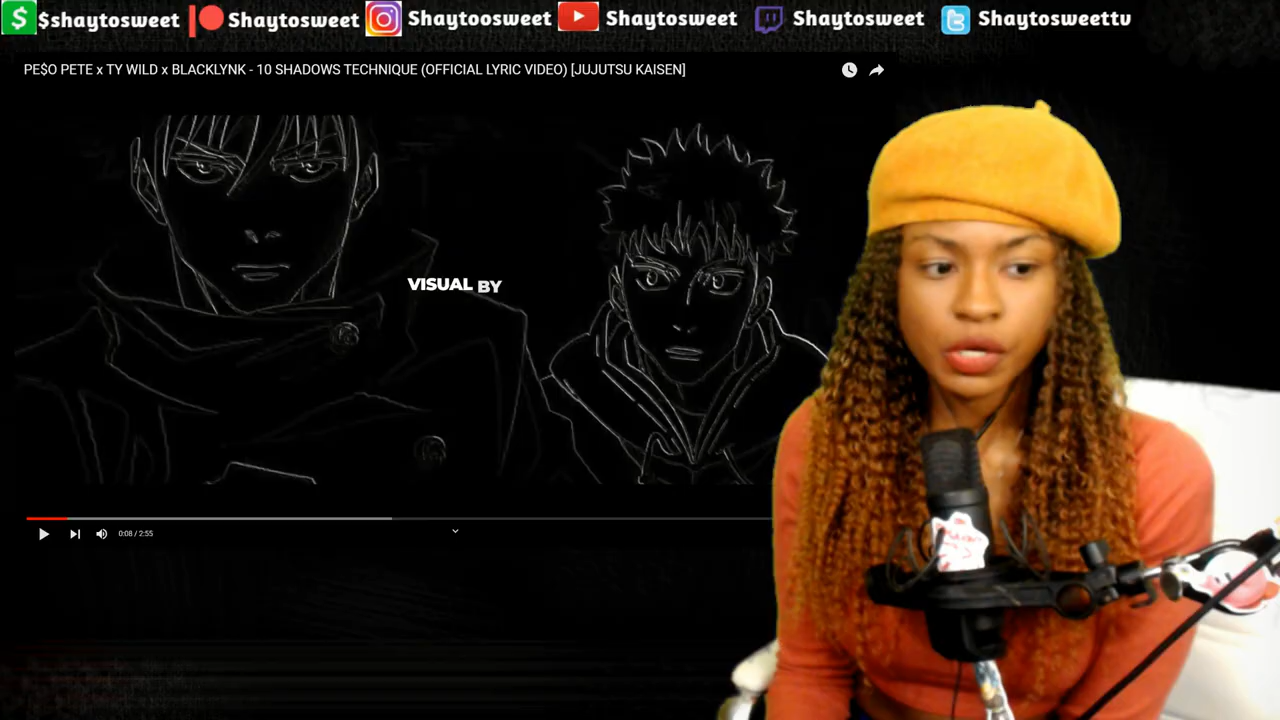 $shaytosweet Shaytosweet Shaytoosweet Shaytosweet Shaytosweet Shaytosweettv
PE$O PETE x TY WILD x BLACKLYNK - 10 SHADOWS TECHNIQUE (OFFICIAL LYRIC VIDEO) [JUJUTSU KAISEN]
VISUAL BY
0:08 / 2:55